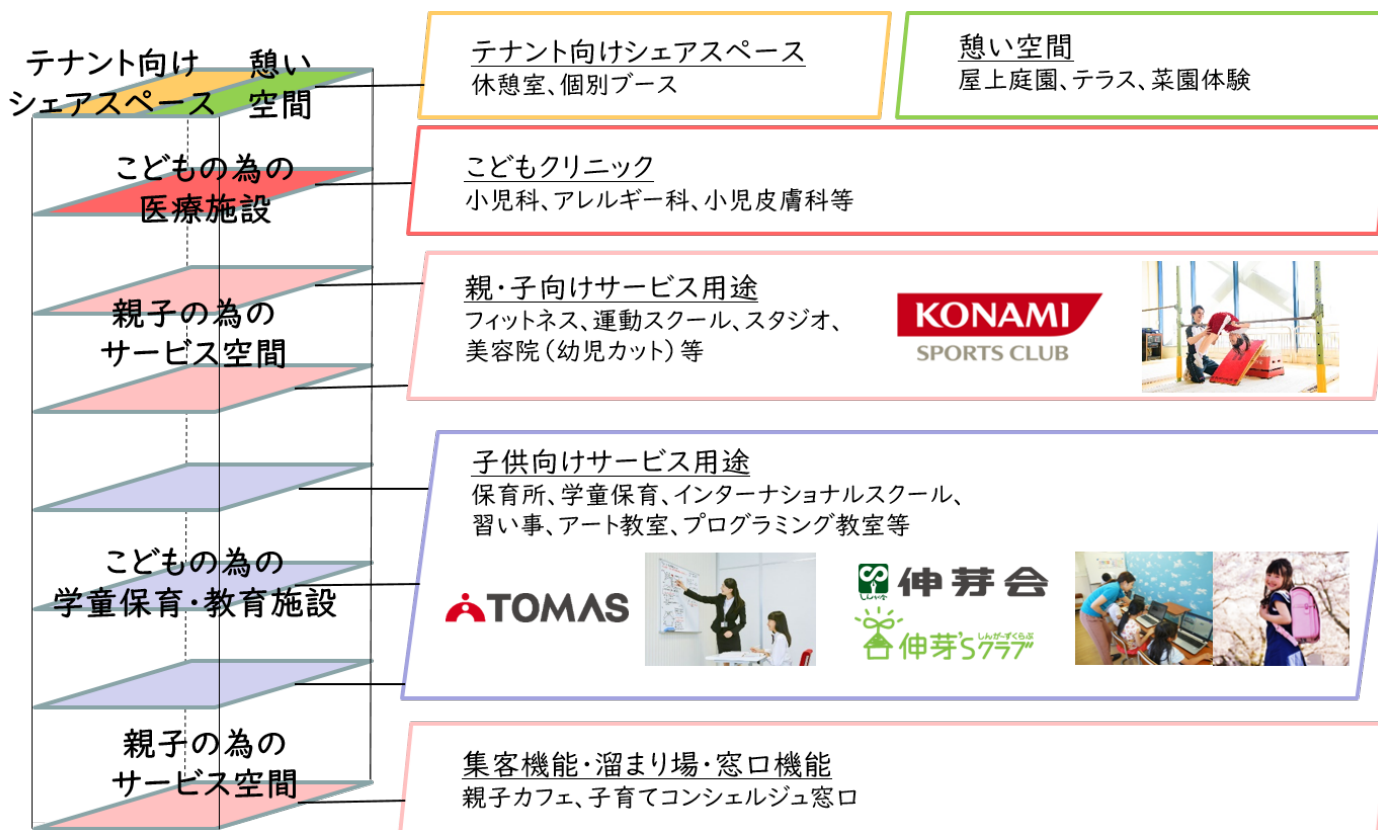 テナント向け
シェアスペース
憩い
空間
テナント向けシェアスペース
休憩室、個別ブース
憩い空間
屋上庭園、テラス、菜園体験
こどもの為の
医療施設
こどもクリニック
小児科、アレルギー科、小児皮膚科等
親子の為の
サービス空間
親・子向けサービス用途
フィットネス、運動スクール、スタジオ、
美容院(幼児カット)等
KONAMI
SPORTS CLUB
こどもの為の
学童保育・教育施設
子供向けサービス用途
保育所、学童保育、インターナショナルスクール、
習い事、アート教室、プログラミング教室等
TOMAS
しんが会
伸芽会
しんが〜ずくらぶ
伸芽'Sクラブ
親子の為の
サービス空間
集客機能・溜まり場・窓口機能
親子カフェ、子育てコンシェルジュ窓口